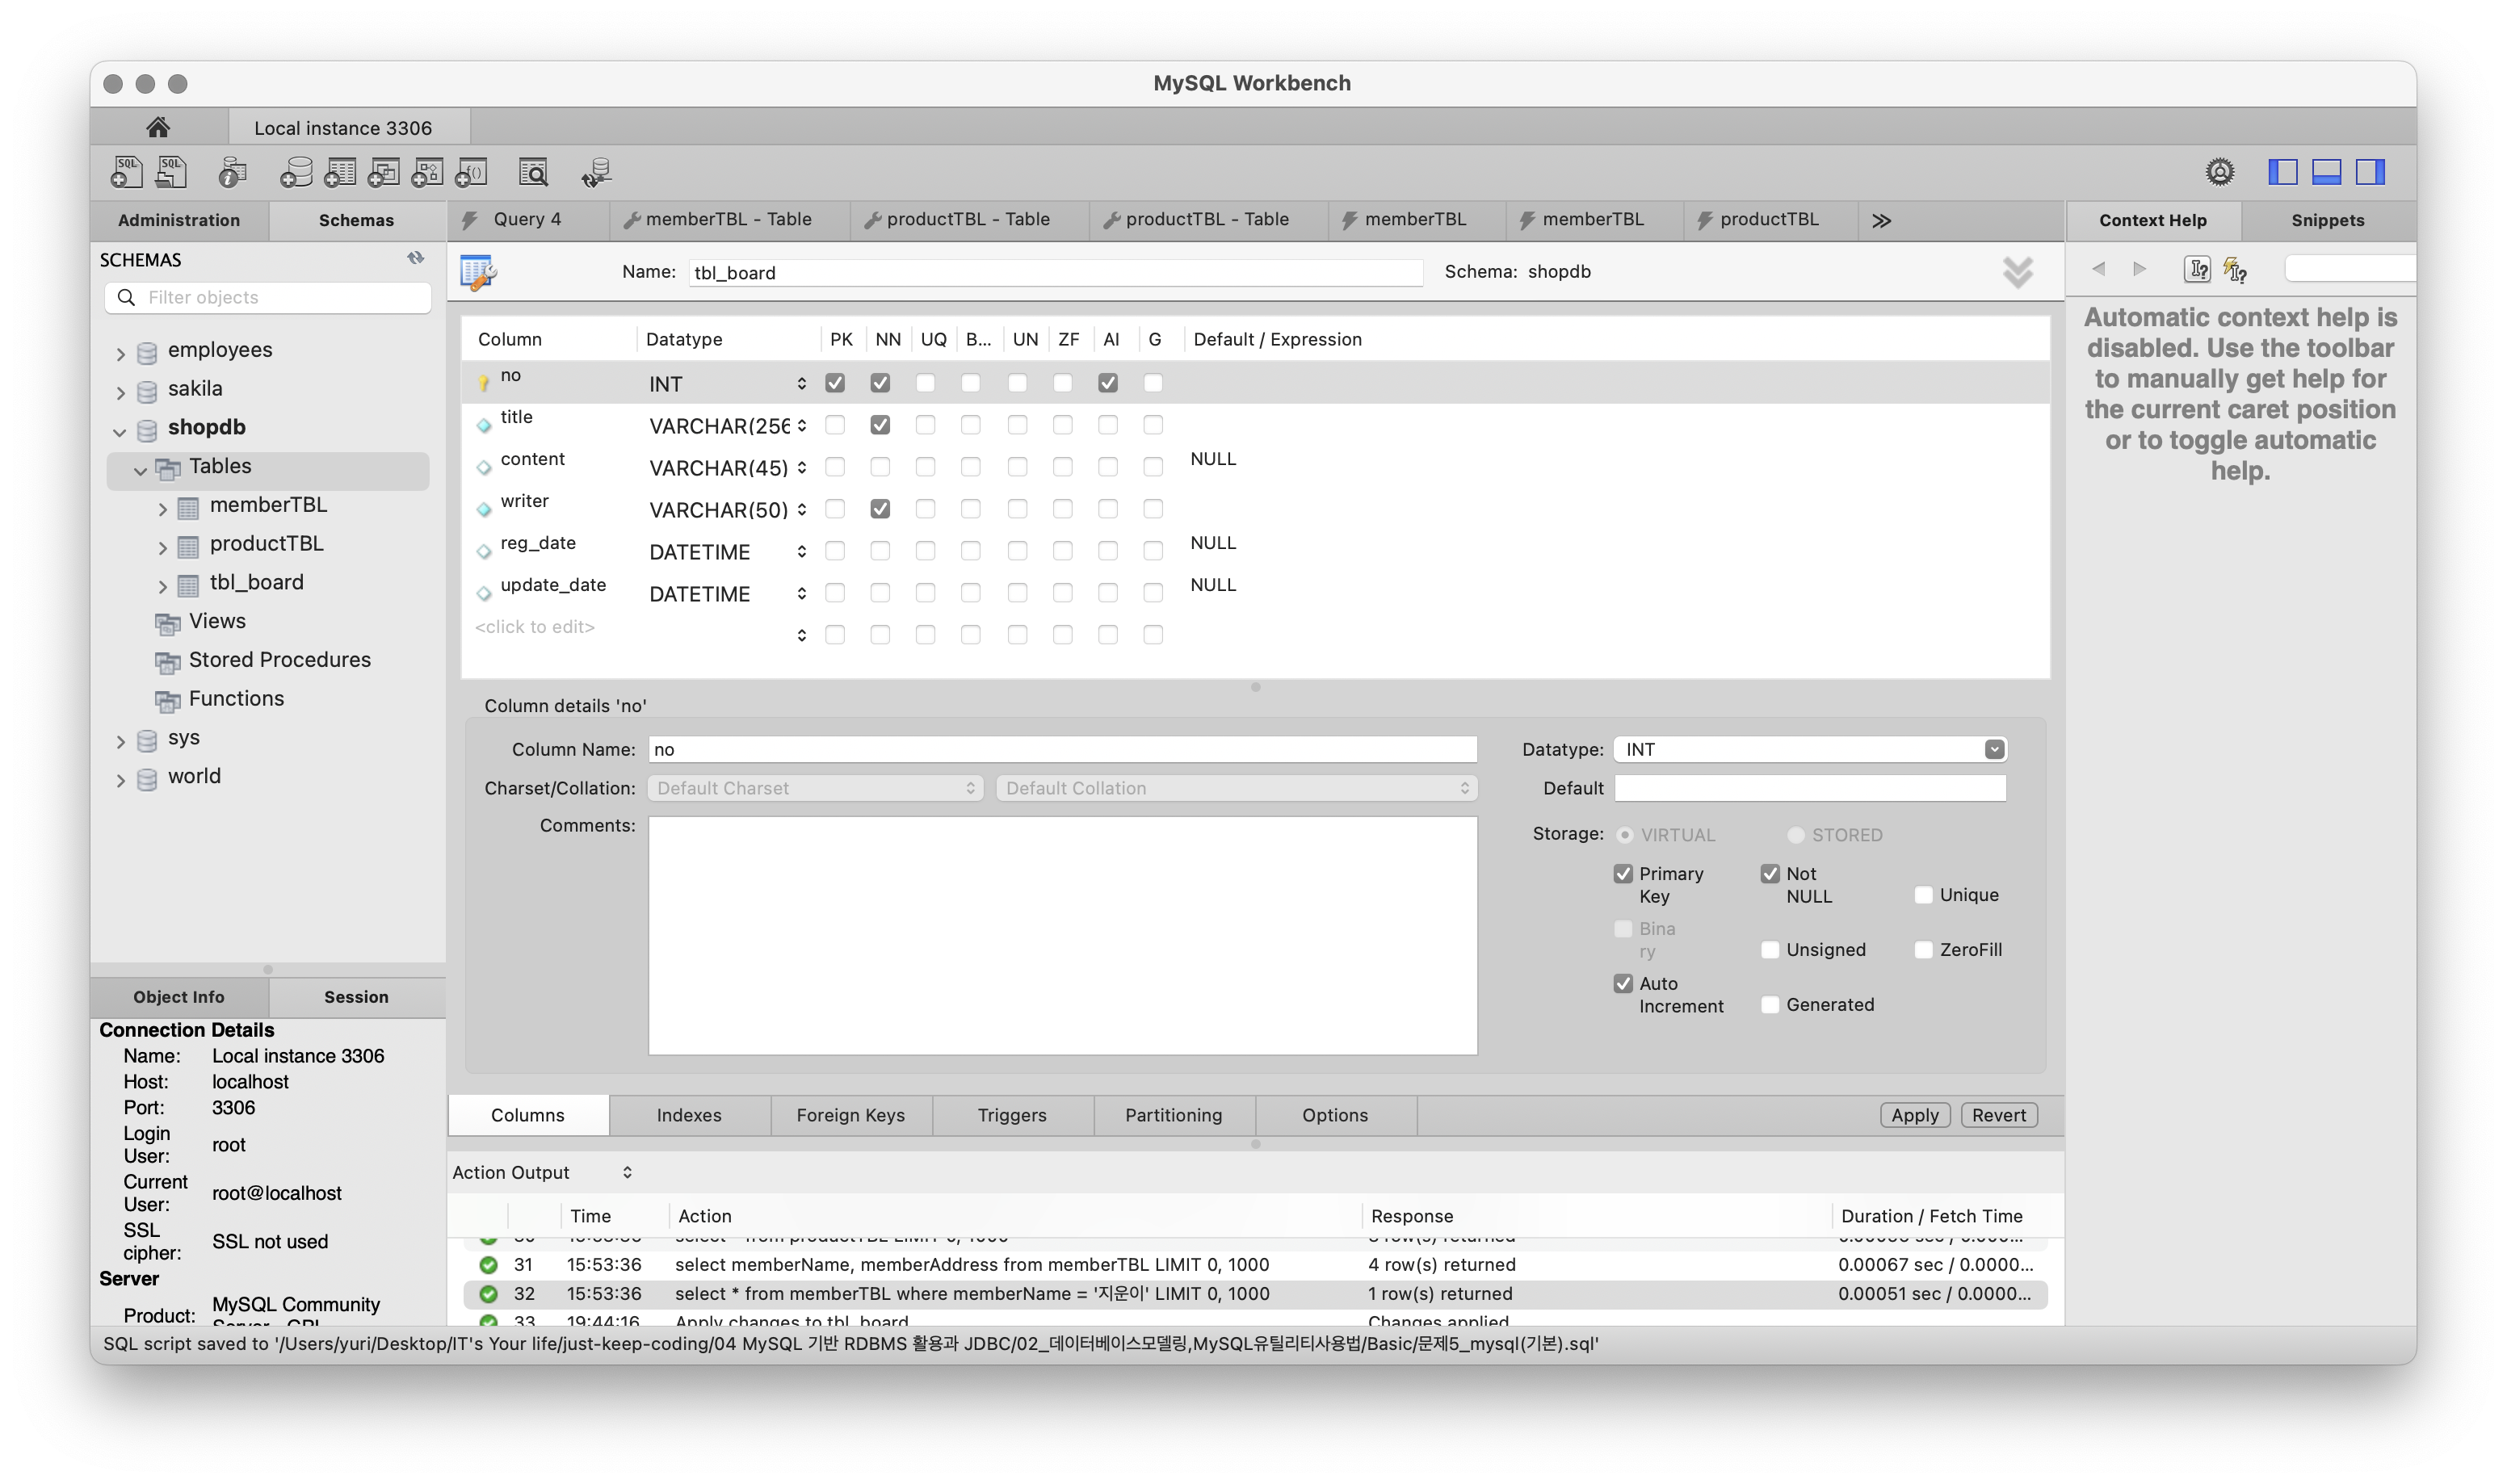 MySQL Workbench
Local instance 3306
Administration
Schemas
Query 4
memberTBL - Table
productTBL - Table
productTBL - Table
memberTBL
memberTBL
productTBL
Context Help
Snippets
SCHEMAS
Filter objects
employees
sakila
shopdb
Tables
memberTBL
productTBL
tbl_board
Views
Stored Procedures
Functions
sys
world
Name: tbl_board Schema: shopdb
Column Datatype PK NN UQ B... UN ZF AI G Default / Expression
no INT
title VARCHAR(256
content VARCHAR(45) NULL
writer VARCHAR(50)
reg_date DATETIME NULL
update_date DATETIME NULL
<click to edit>
Column details 'no'
Column Name: no
Charset/Collation: Default Charset Default Collation
Comments:
Datatype: INT
Default
Storage: VIRTUAL STORED
Primary Key
Not NULL
Unique
Binary
Unsigned
ZeroFill
Auto Increment
Generated
Columns
Indexes
Foreign Keys
Triggers
Partitioning
Options
Apply
Revert
Automatic context help is
disabled. Use the toolbar
to manually get help for
the current caret position
or to toggle automatic
help.
Object Info
Session
Connection Details
Name: Local instance 3306
Host: localhost
Port: 3306
Login User: root
Current User: root@localhost
SSL cipher: SSL not used
Server
Product: MySQL Community
Action Output
Time Action Response Duration / Fetch Time
31 15:53:36 select memberName, memberAddress from memberTBL LIMIT 0, 1000 4 row(s) returned 0.00067 sec / 0.0000...
32 15:53:36 select * from memberTBL where memberName = '지운이' LIMIT 0, 1000 1 row(s) returned 0.00051 sec / 0.0000...
33 19:44:16 Apply changes to tbl_board Changes applied
SQL script saved to '/Users/yuri/Desktop/IT's Your life/just-keep-coding/04 MySQL 기반 RDBMS 활용과 JDBC/02_데이터베이스모델링,MySQL유틸리티사용법/Basic/문제5_mysql(기본).sql'